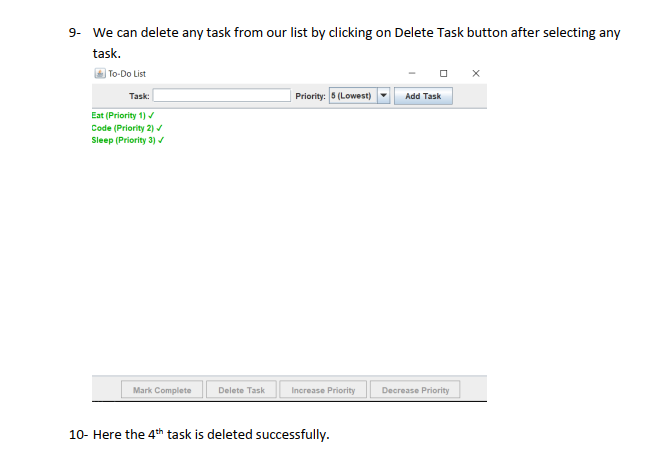 9- We can delete any task from our list by clicking on Delete Task button after selecting any
task.
To-Do List
Task: Priority: 5 (Lowest) Add Task
Eat (Priority 1) ✓
Code (Priority 2) ✓
Sleep (Priority 3) ✓
Mark Complete Delete Task Increase Priority Decrease Priority
10- Here the 4th task is deleted successfully.